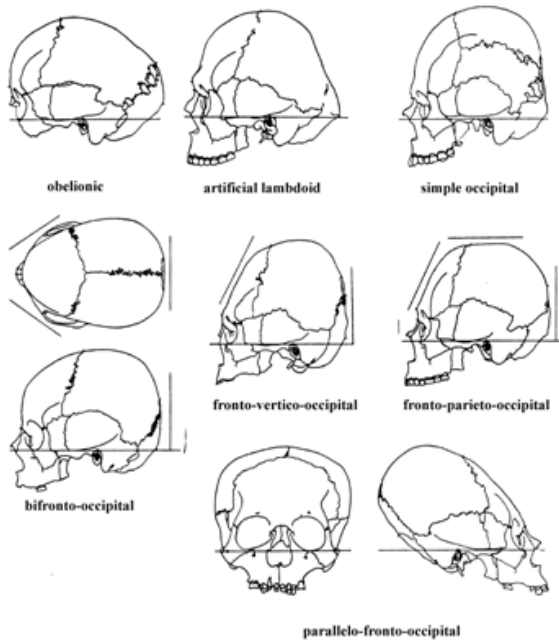 obelionic
artificial lambdoid
simple occipital
fronto-vertico-occipital
fronto-parieto-occipital
bifronto-occipital
parallelo-fronto-occipital